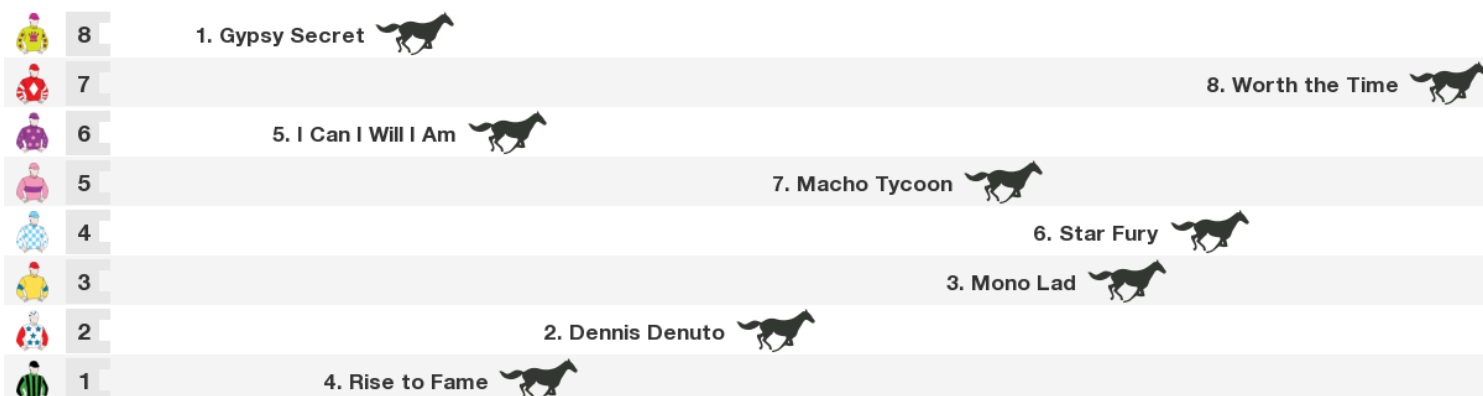 8 1. Gypsy Secret
7 8. Worth the Time
6 5. I Can I Will I Am
5 7. Macho Tycoon
4 6. Star Fury
3 3. Mono Lad
2 2. Dennis Denuto
1 4. Rise to Fame